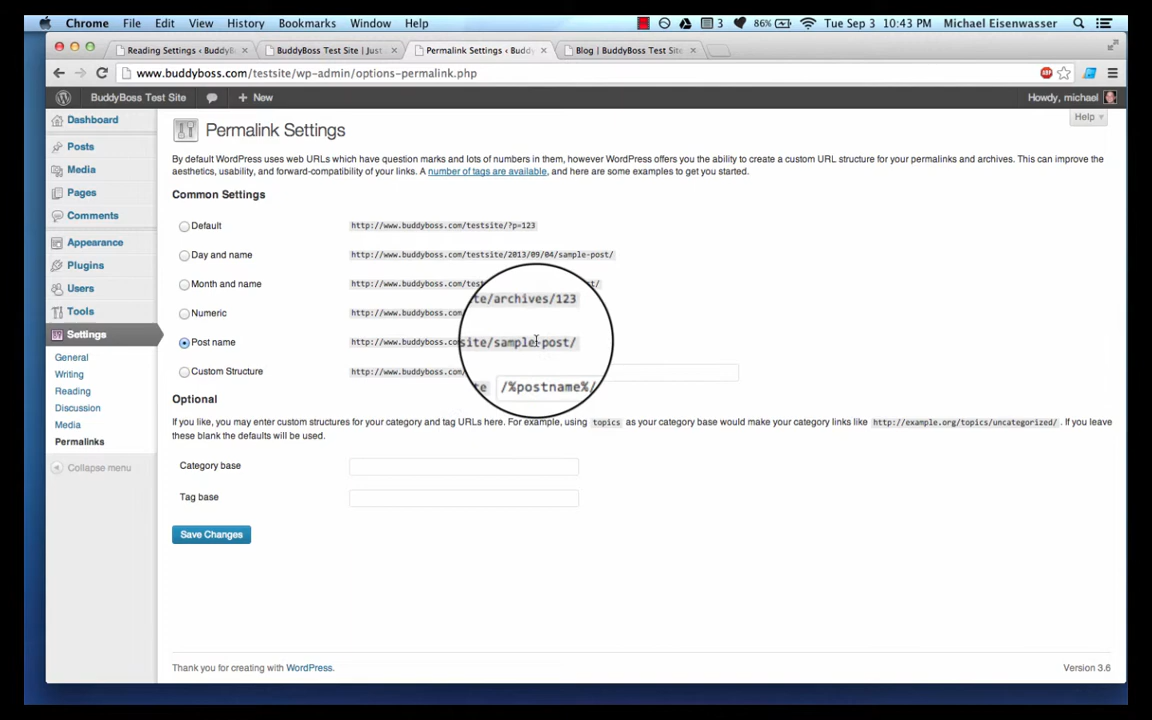 Chrome File Edit View History Bookmarks Window Help 3 86% Tue Sep 3 10:43 PM Michael Eisenwasser
Reading Settings ‹ BuddyB × BuddyBoss Test Site | Just × Permalink Settings ‹ Buddy × Blog | BuddyBoss Test Site ×
www.buddyboss.com/testsite/wp-admin/options-permalink.php
BuddyBoss Test Site + New Howdy, michael
Help
Dashboard
Posts
Media
Pages
Comments
Appearance
Plugins
Users
Tools
Settings
General
Writing
Reading
Discussion
Media
Permalinks
Collapse menu
Permalink Settings
By default WordPress uses web URLs which have question marks and lots of numbers in them, however WordPress offers you the ability to create a custom URL structure for your permalinks and archives. This can improve the
aesthetics, usability, and forward-compatibility of your links. A number of tags are available, and here are some examples to get you started.
Common Settings
Default http://www.buddyboss.com/testsite/?p=123
Day and name http://www.buddyboss.com/testsite/2013/09/04/sample-post/
Month and name http://www.buddyboss.com/test st/
te/archives/123
Numeric http://www.buddyboss.com/
Post name http://www.buddyboss.co site/sample-post/
Custom Structure http://www.buddyboss.com/ te /%postname%/
Optional
If you like, you may enter custom structures for your category and tag URLs here. For example, using topics as your category base would make your category links like http://example.org/topics/uncategorized/ . If you leave
these blank the defaults will be used.
Category base
Tag base
Save Changes
Thank you for creating with WordPress. Version 3.6